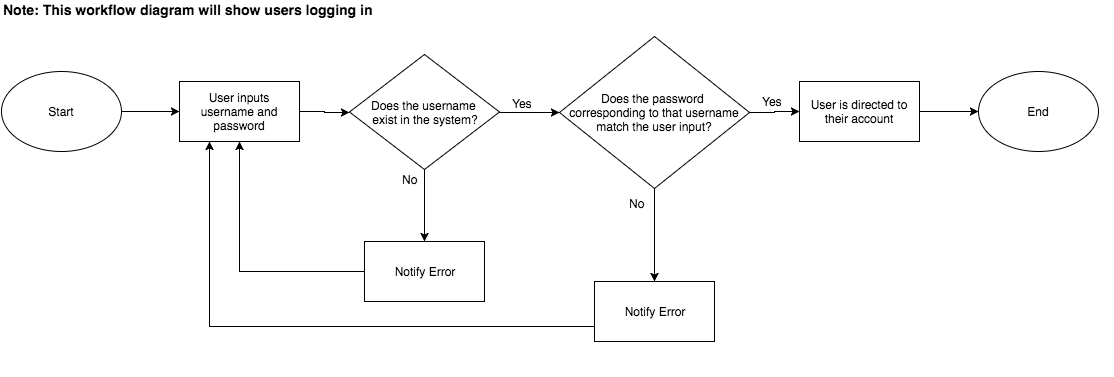 Note: This workflow diagram will show users logging in
Start
User inputs
username and
password
Does the username
exist in the system?
Yes
Does the password
corresponding to that username
match the user input?
Yes
User is directed to
their account
End
No
No
Notify Error
Notify Error